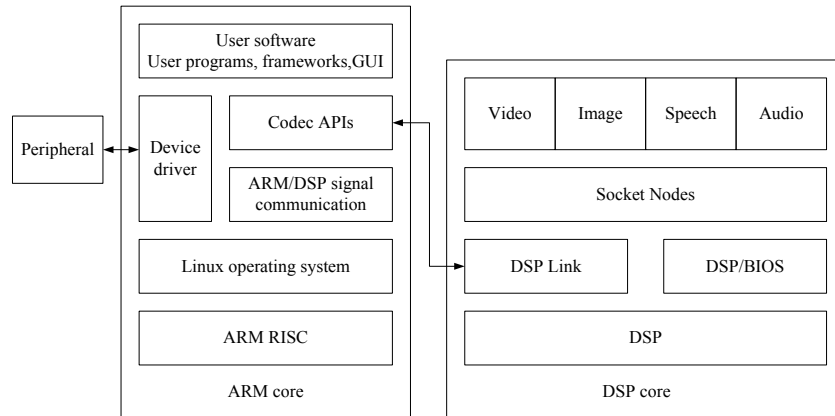 User software
User programs, frameworks,GUI
Peripheral
Device
driver
Codec APIs
ARM/DSP signal
communication
Linux operating system
ARM RISC
ARM core
Video
Image
Speech
Audio
Socket Nodes
DSP Link
DSP/BIOS
DSP
DSP core